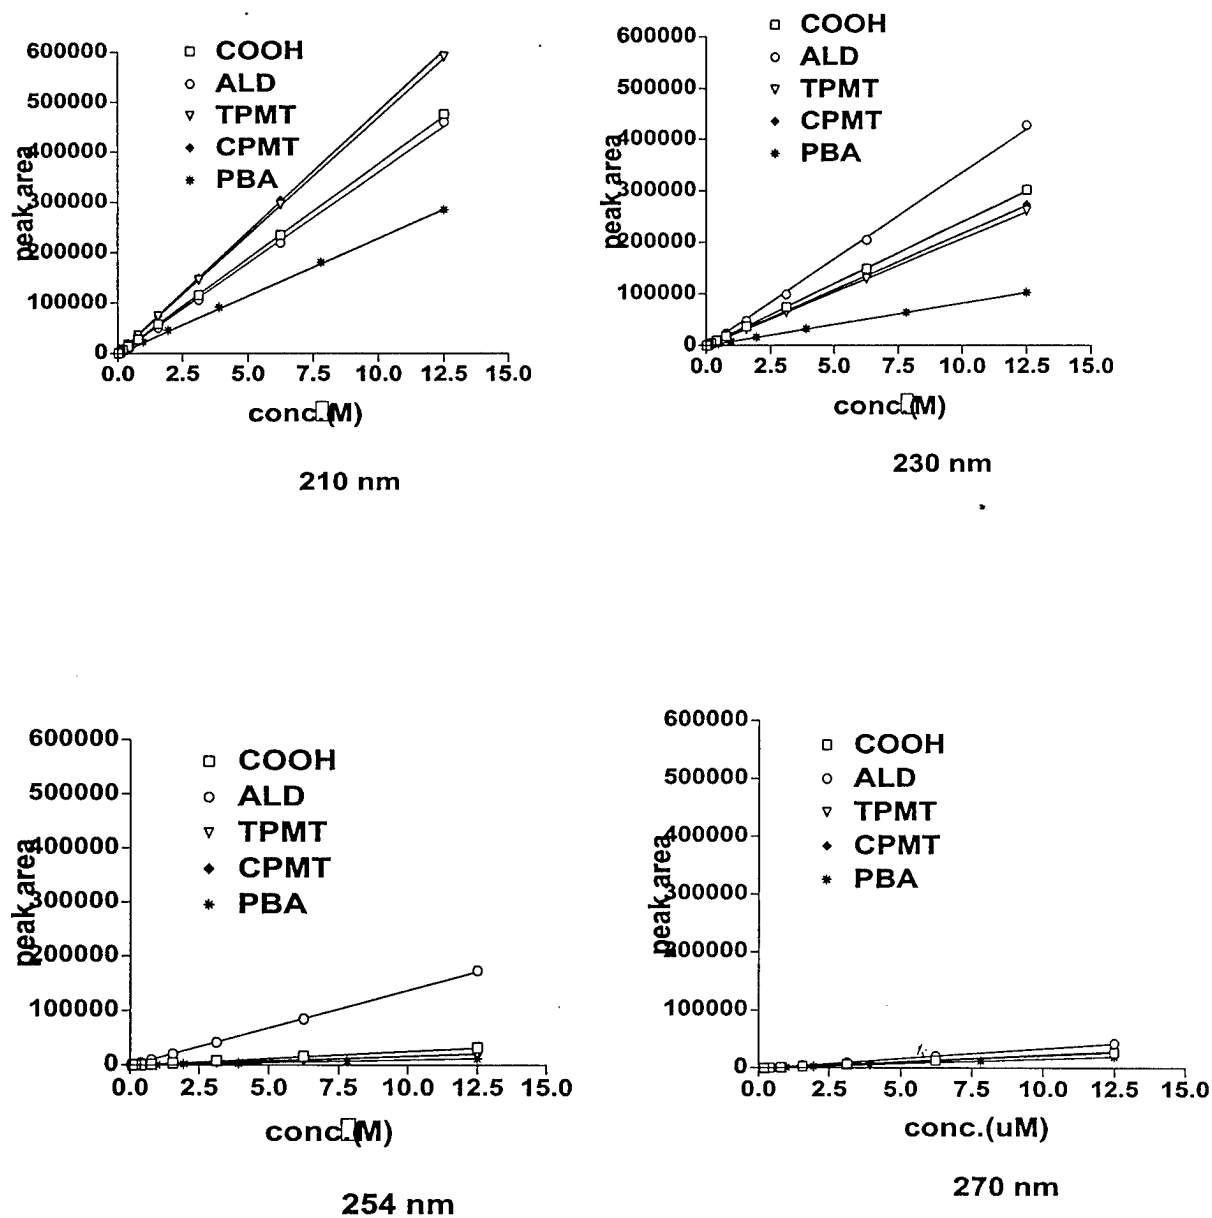 600000
500000
400000
300000
200000
100000
0
peak area
COOH
ALD
TPMT
CPMT
PBA
0.0 2.5 5.0 7.5 10.0 12.5 15.0
conc.(□M)
210 nm
600000
500000
400000
300000
200000
100000
0
peak area
COOH
ALD
TPMT
CPMT
PBA
0.0 2.5 5.0 7.5 10.0 12.5 15.0
conc.(□M)
230 nm
600000
500000
400000
300000
200000
100000
0
peak area
COOH
ALD
TPMT
CPMT
PBA
0.0 2.5 5.0 7.5 10.0 12.5 15.0
conc.(□M)
254 nm
600000
500000
400000
300000
200000
100000
0
peak area
COOH
ALD
TPMT
CPMT
PBA
0.0 2.5 5.0 7.5 10.0 12.5 15.0
conc.(uM)
270 nm